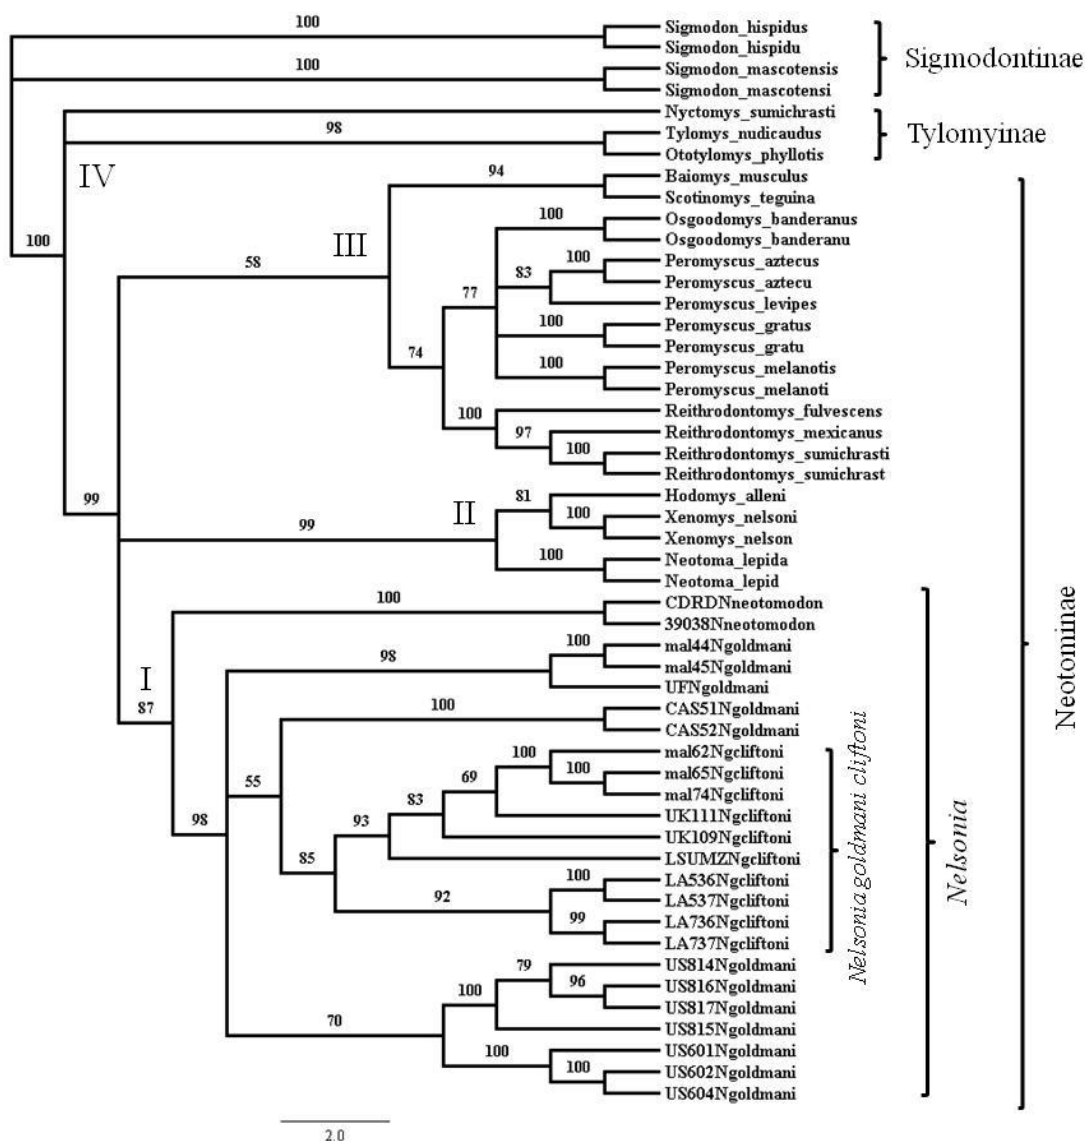 100
Sigmodon_hispidus
Sigmodon_hispidu
100
Sigmodon_mascotensis
Sigmodon_mascotensi
Sigmodontinae
Nyctomys_sumichrasti
98
Tylomys_nudicaudus
Ototylomys_phyllotis
Tylomyinae
IV
100
94
Baiomys_musculus
Scotinomys_teguina
III
58
100
Osgoodomys_banderanus
Osgoodomys_banderanu
77
83
100
Peromyscus_aztecus
Peromyscus_aztecu
Peromyscus_levipes
100
Peromyscus_gratus
Peromyscus_gratu
74
100
Peromyscus_melanotis
Peromyscus_melanoti
100
Reithrodontomys_fulvescens
97
Reithrodontomys_mexicanus
100
Reithrodontomys_sumichrasti
Reithrodontomys_sumichrast
99
II
99
81
Hodomys_alleni
100
Xenomys_nelsoni
Xenomys_nelson
100
Neotoma_lepida
Neotoma_lepid
Neotominae
I
87
100
CDRDNneotomodon
39038Nneotomodon
98
100
mal44Ngoldmani
mal45Ngoldmani
UFNgoldmani
98
55
100
CAS51Ngoldmani
CAS52Ngoldmani
85
93
83
69
100
mal62Ngcliftoni
100
mal65Ngcliftoni
mal74Ngcliftoni
UK111Ngcliftoni
UK109Ngcliftoni
LSUMZNgcliftoni
92
100
LA536Ngcliftoni
LA537Ngcliftoni
99
LA736Ngcliftoni
LA737Ngcliftoni
Nelsonia goldmani cliftoni
Nelsonia
70
100
79
US814Ngoldmani
96
US816Ngoldmani
US817Ngoldmani
US815Ngoldmani
100
US601Ngoldmani
100
US602Ngoldmani
US604Ngoldmani
2.0